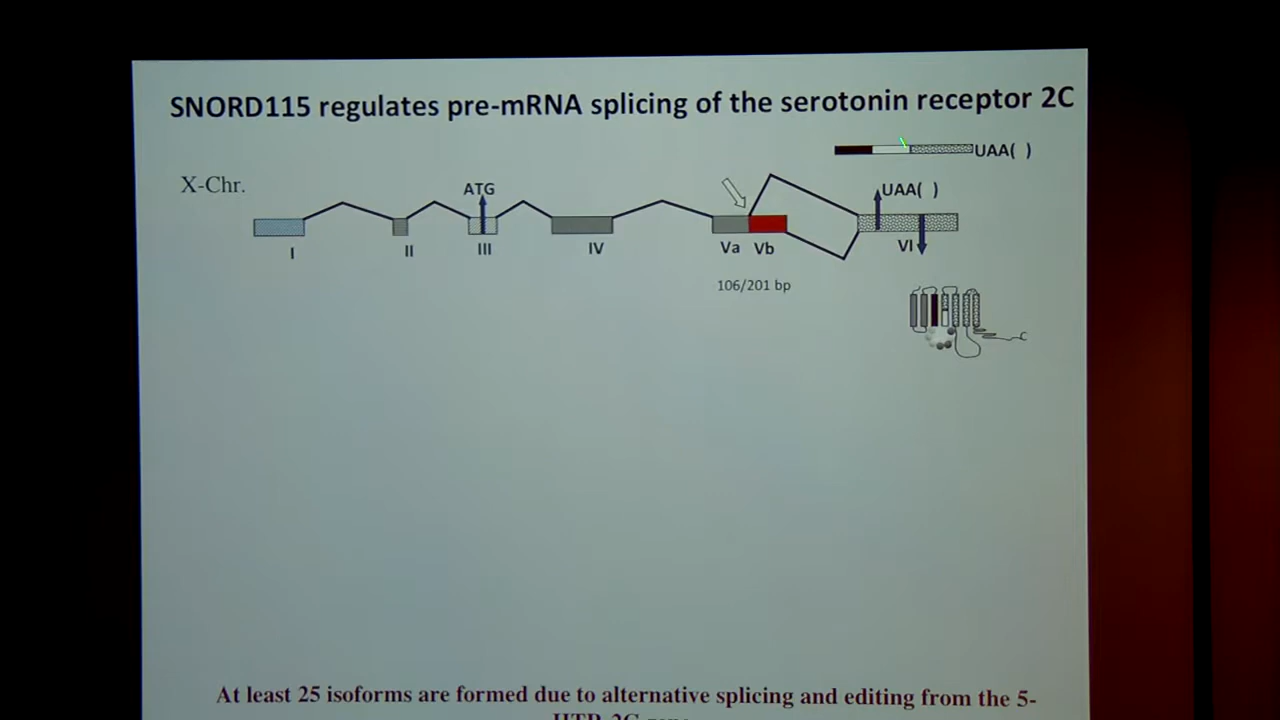 SNORD115 regulates pre-mRNA splicing of the serotonin receptor 2C
UAA( )
X-Chr.
ATG
UAA( )
I
II
III
IV
Va
Vb
VI
106/201 bp
C
At least 25 isoforms are formed due to alternative splicing and editing from the 5-